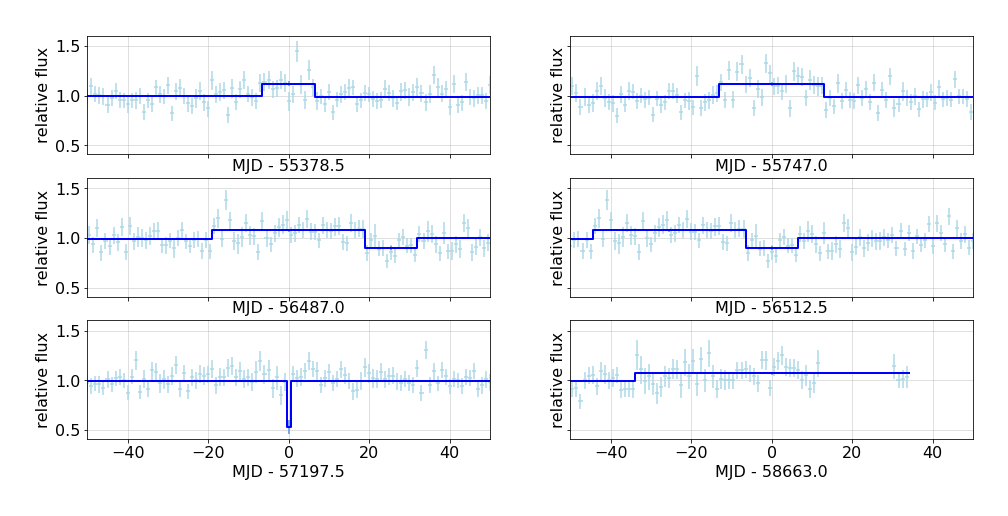 relative flux
1.5
1.0
0.5
MJD - 55378.5
relative flux
MJD - 55747.0
relative flux
1.5
1.0
0.5
MJD - 56487.0
relative flux
MJD - 56512.5
relative flux
1.5
1.0
0.5
−40 −20 0 20 40
MJD - 57197.5
relative flux
−40 −20 0 20 40
MJD - 58663.0